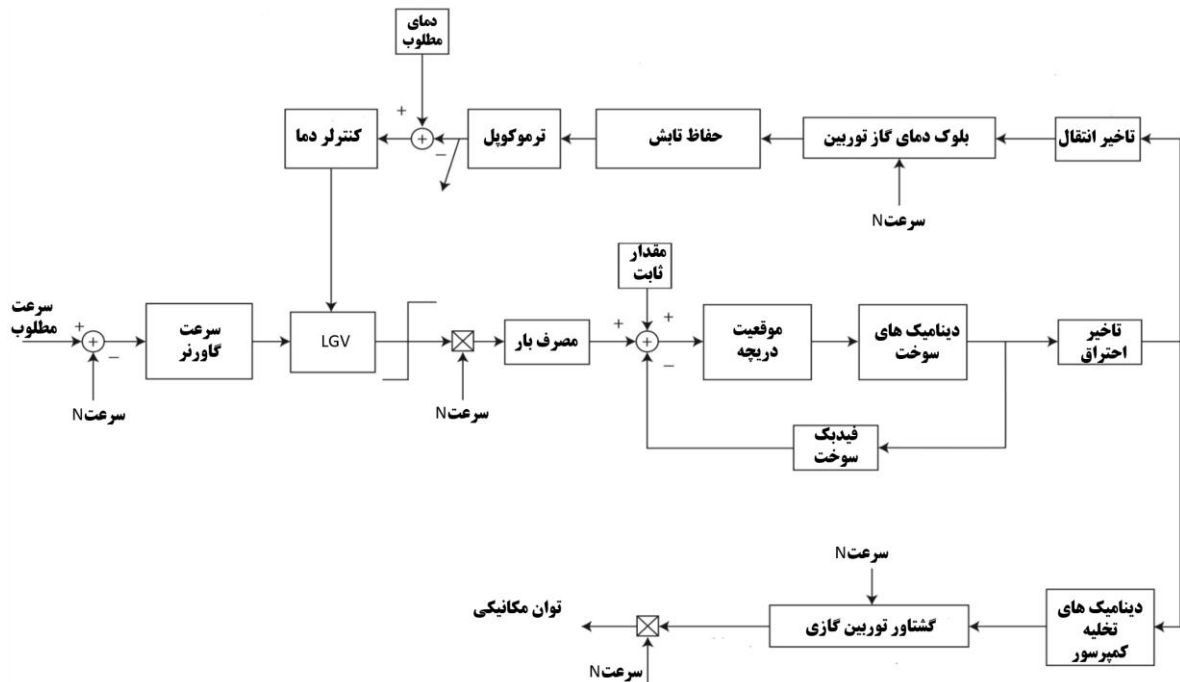 دمای
مطلوب
کنترلر دما
ترموکوپل
حفاظ تابش
بلوک دمای گاز توربین
تاخیر انتقال
+
+
−
سرعتN
مقدار
ثابت
سرعت
مطلوب
+
+
−
سرعتN
سرعت
گاورنر
LGV
سرعتN
مصرف بار
+
+
+
−
موقعیت
دریچه
دینامیک های
سوخت
تاخیر
احتراق
فیدبک
سوخت
سرعتN
توان مکانیکی
گشتاور توربین گازی
دینامیک های
تخلیه
کمپرسور
سرعتN